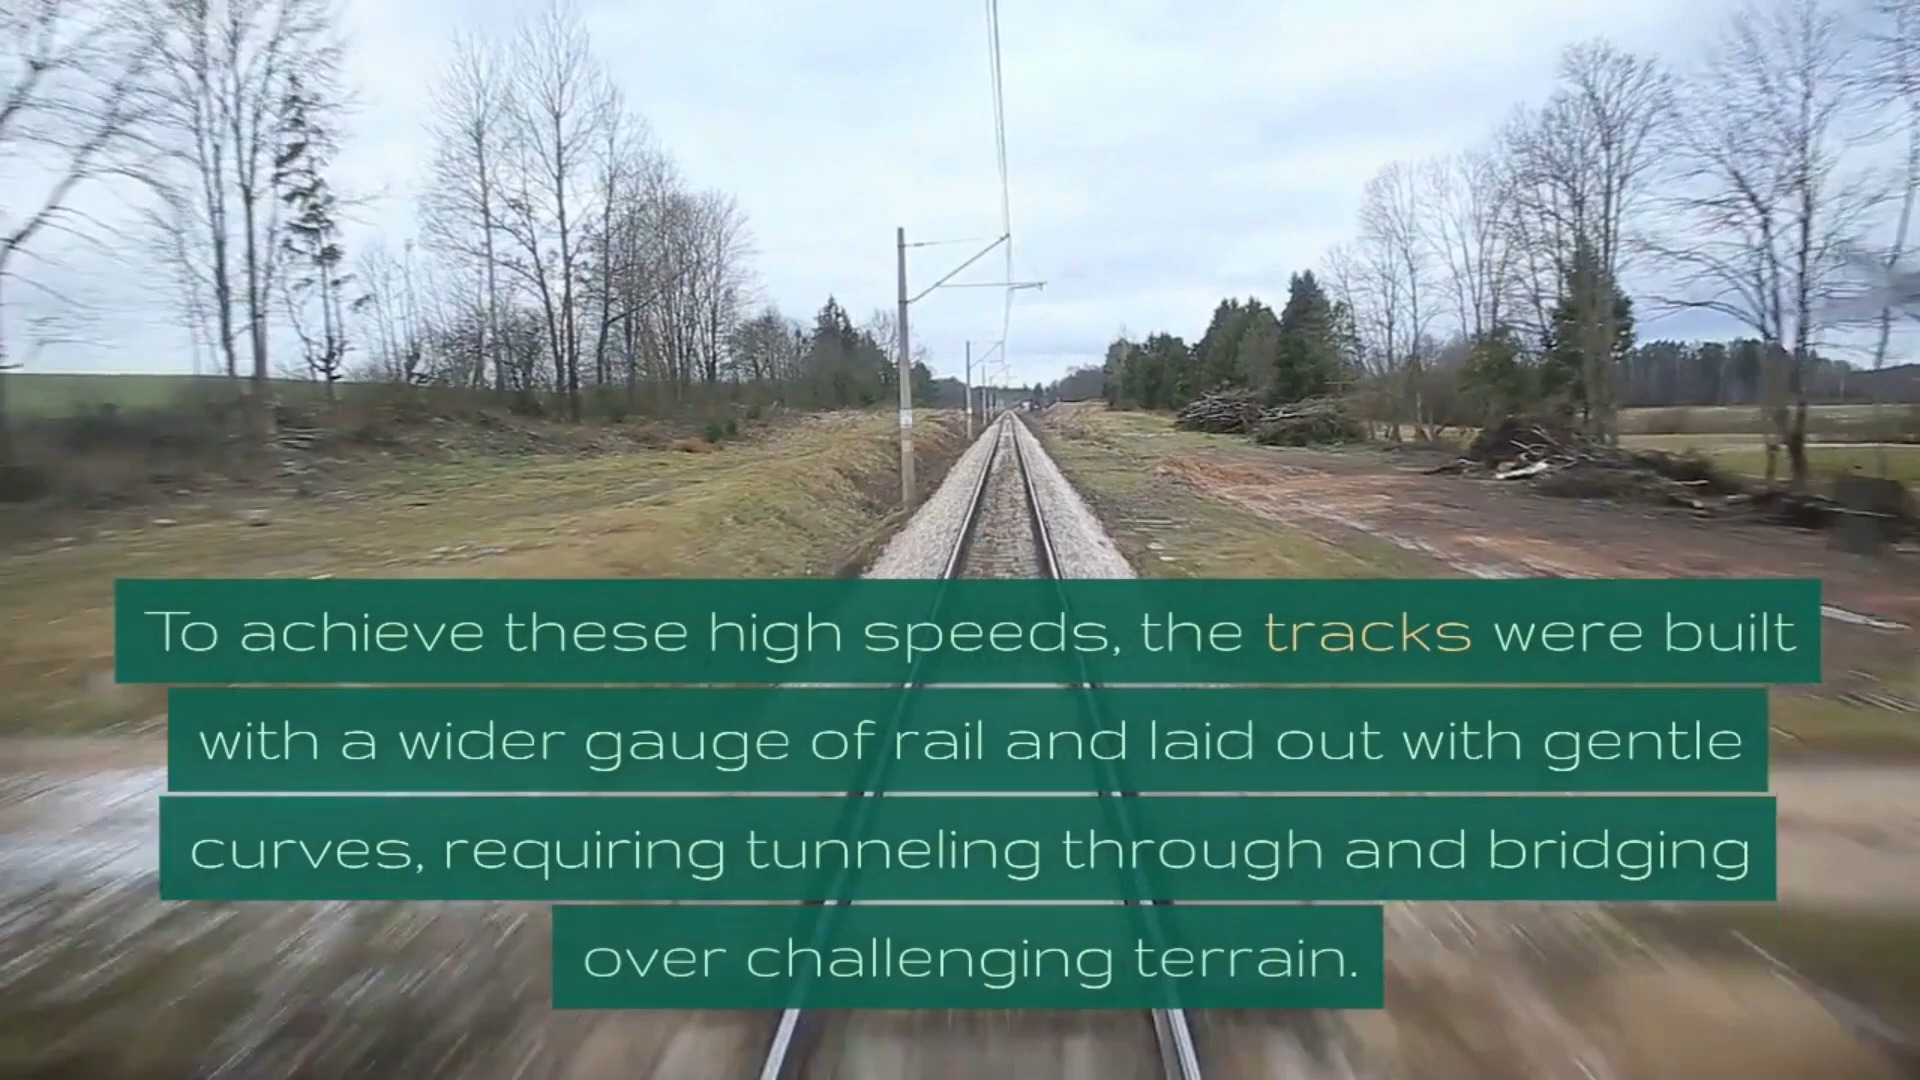 To achieve these high speeds, the tracks were built
with a wider gauge of rail and laid out with gentle
curves, requiring tunneling through and bridging
over challenging terrain.